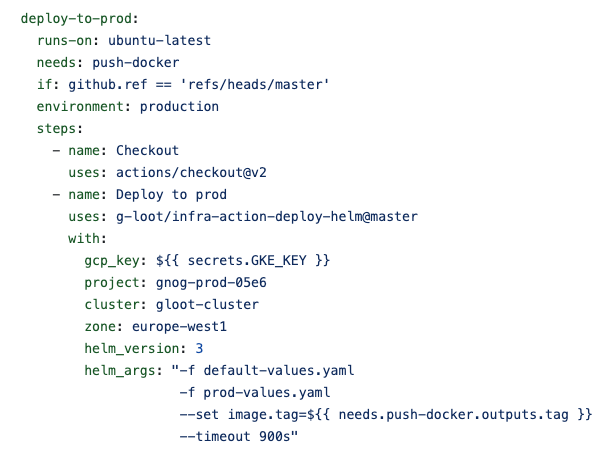 deploy-to-prod:
  runs-on: ubuntu-latest
  needs: push-docker
  if: github.ref == 'refs/heads/master'
  environment: production
  steps:
    - name: Checkout
      uses: actions/checkout@v2
    - name: Deploy to prod
      uses: g-loot/infra-action-deploy-helm@master
      with:
        gcp_key: ${{ secrets.GKE_KEY }}
        project: gnog-prod-05e6
        cluster: gloot-cluster
        zone: europe-west1
        helm_version: 3
        helm_args: "-f default-values.yaml
                    -f prod-values.yaml
                    --set image.tag=${{ needs.push-docker.outputs.tag }}
                    --timeout 900s"